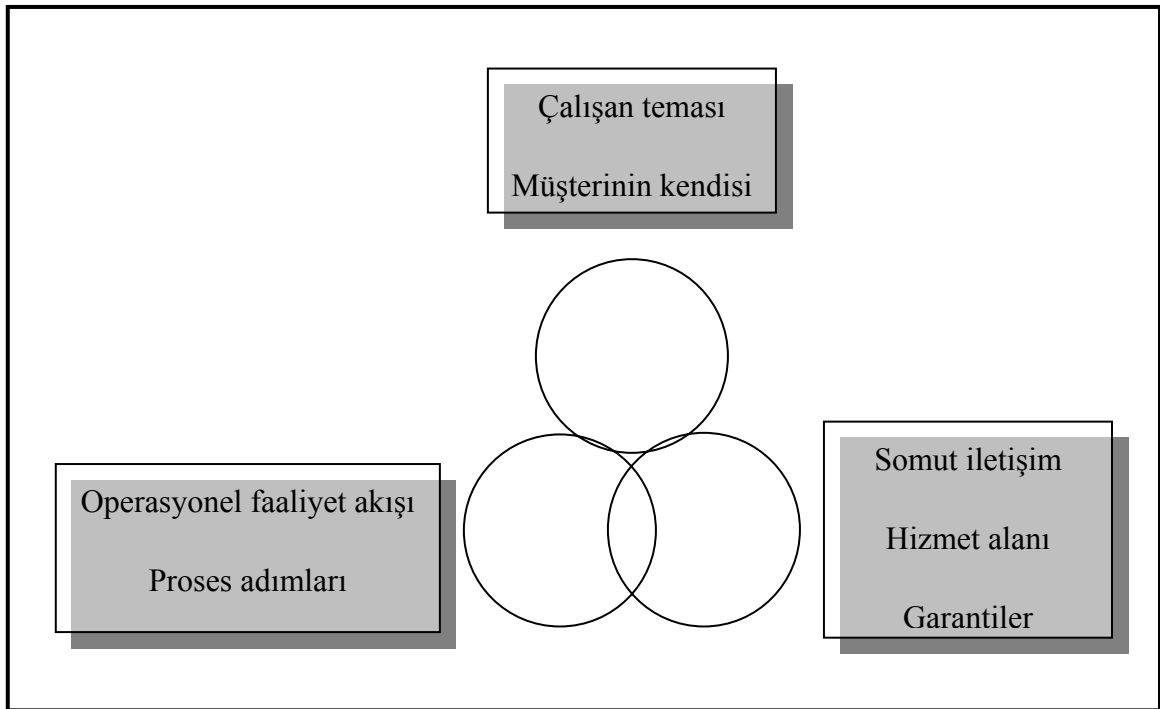 Çalışan teması
Müşterinin kendisi
Operasyonel faaliyet akışı
Proses adımları
Somut iletişim
Hizmet alanı
Garantiler